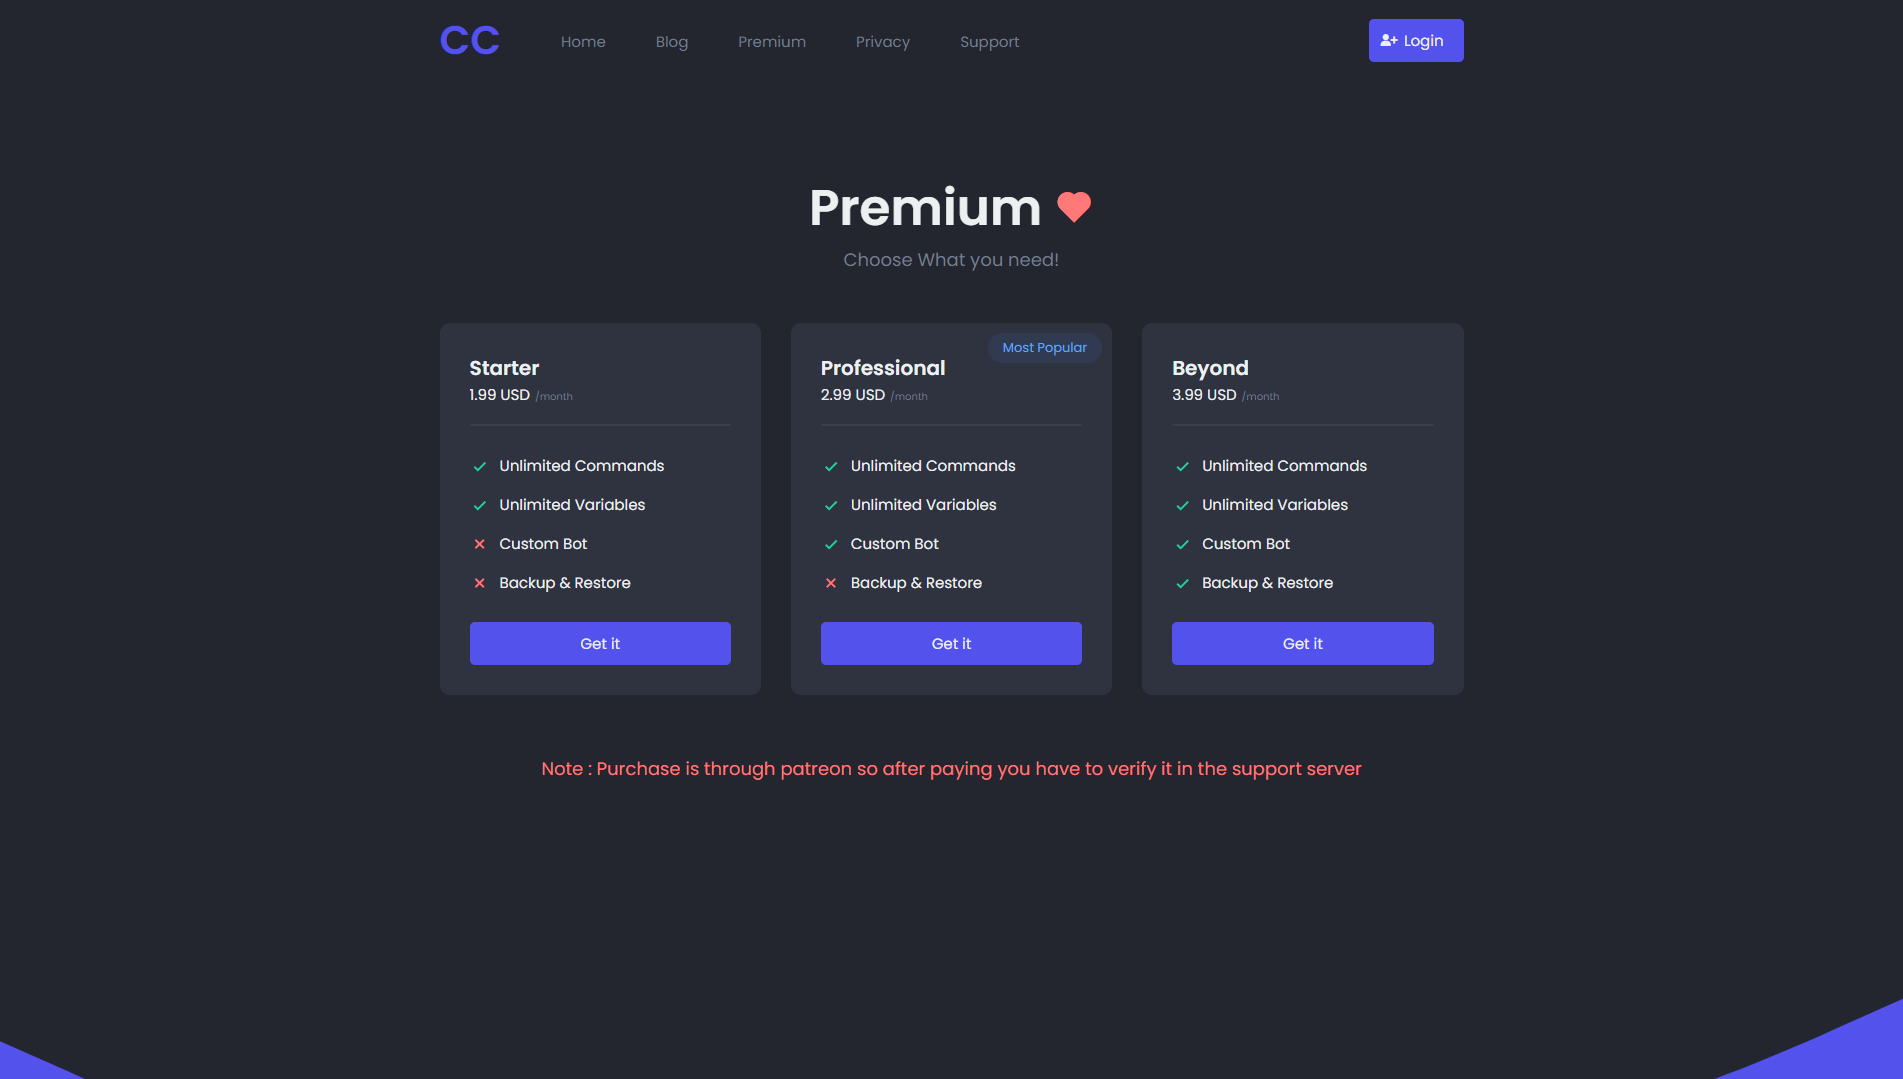 CC
Home
Blog
Premium
Privacy
Support
Login
Premium
Choose What you need!
Starter
1.99 USD /month
Unlimited Commands
Unlimited Variables
Custom Bot
Backup & Restore
Get it
Most Popular
Professional
2.99 USD /month
Unlimited Commands
Unlimited Variables
Custom Bot
Backup & Restore
Get it
Beyond
3.99 USD /month
Unlimited Commands
Unlimited Variables
Custom Bot
Backup & Restore
Get it
Note : Purchase is through patreon so after paying you have to verify it in the support server